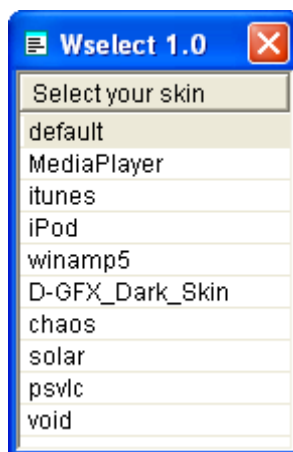 Wselect 1.0
Select your skin
default
MediaPlayer
itunes
iPod
winamp5
D-GFX_Dark_Skin
chaos
solar
psvlc
void